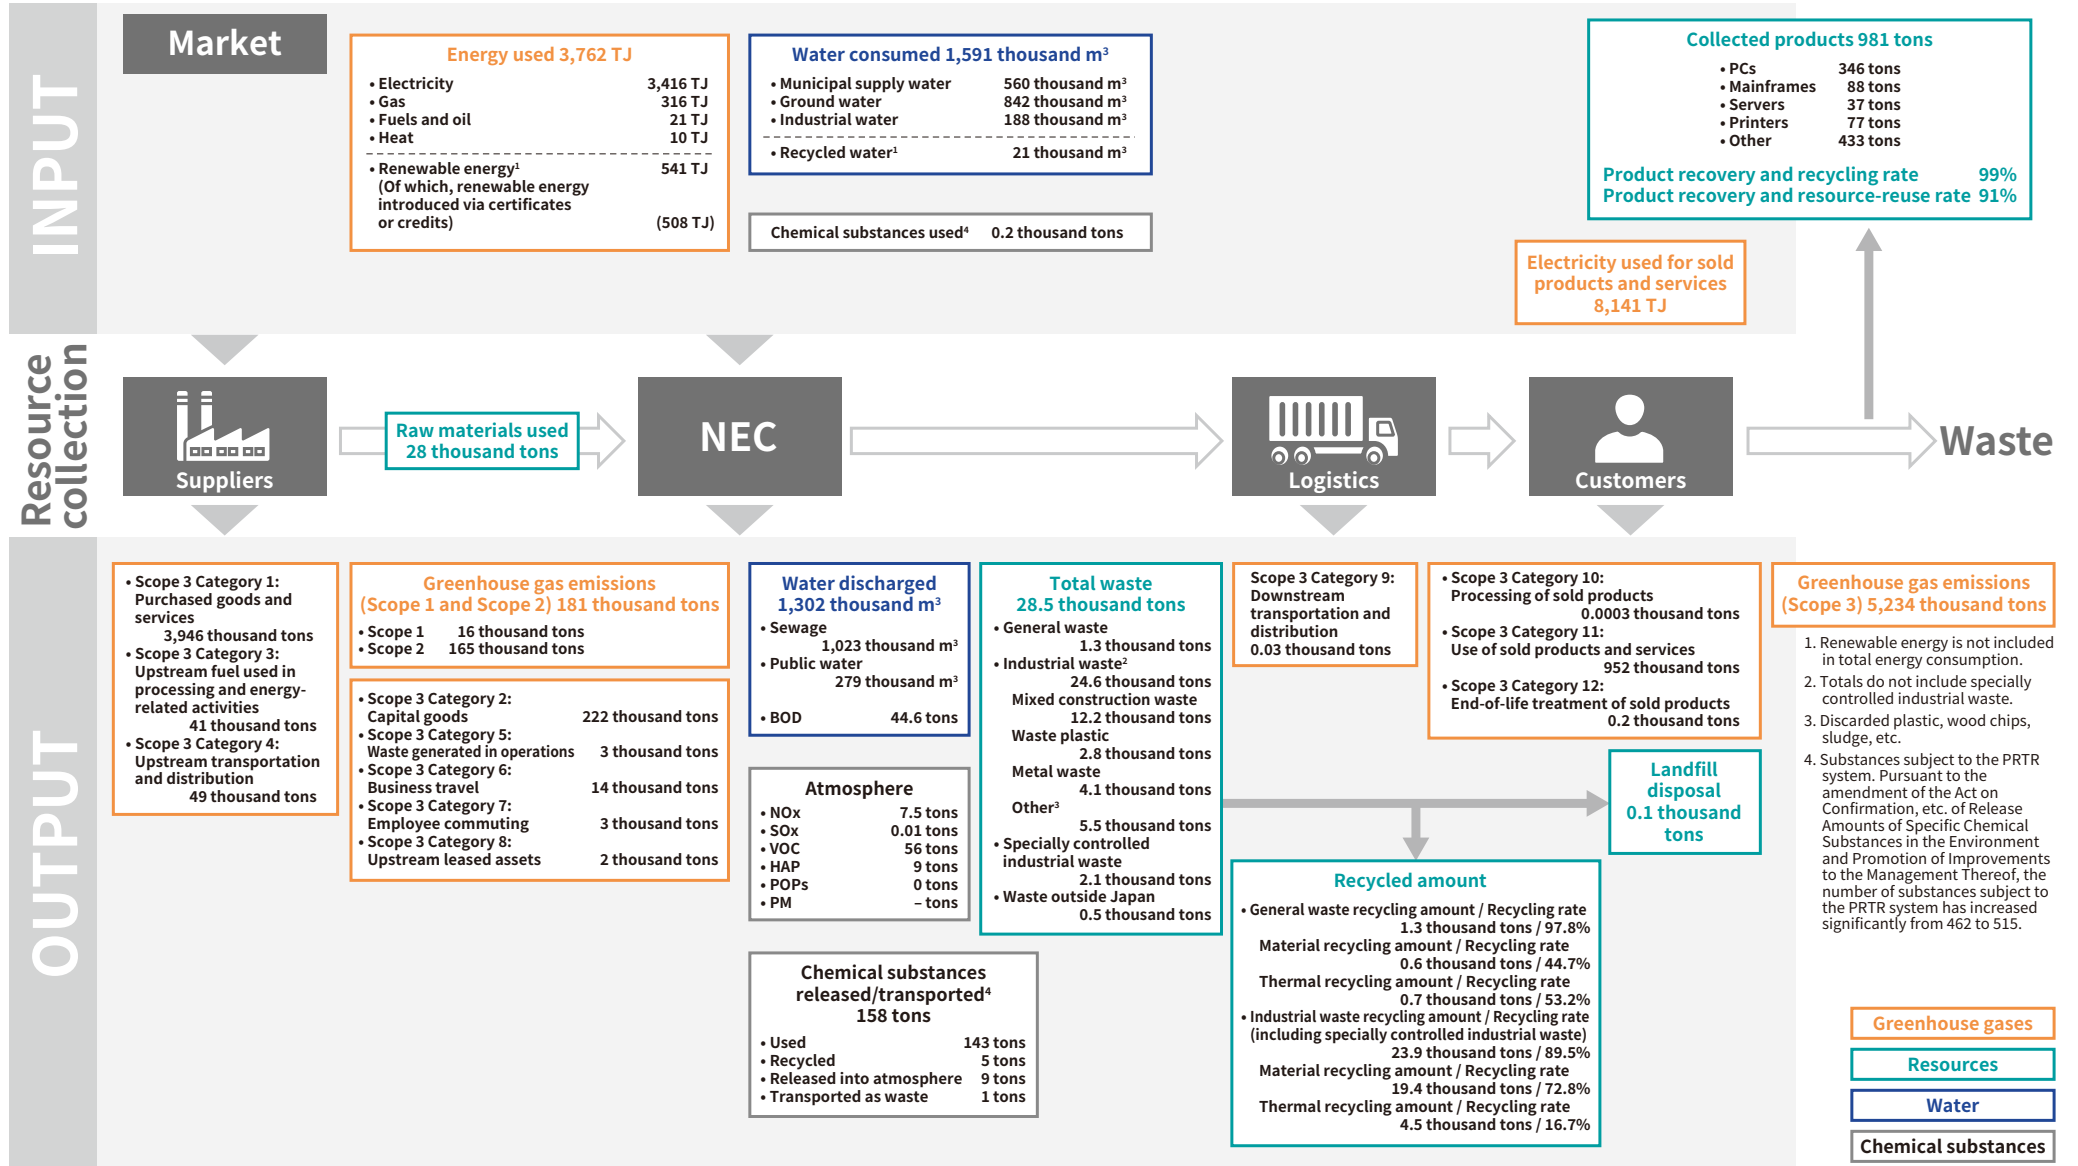 INPUT
Market
Energy used 3,762 TJ
• Electricity 3,416 TJ
• Gas 316 TJ
• Fuels and oil 21 TJ
• Heat 10 TJ
• Renewable energy¹ 541 TJ
(Of which, renewable energy
introduced via certificates
or credits) (508 TJ)
Water consumed 1,591 thousand m³
• Municipal supply water 560 thousand m³
• Ground water 842 thousand m³
• Industrial water 188 thousand m³
• Recycled water¹ 21 thousand m³
Chemical substances used⁴ 0.2 thousand tons
Collected products 981 tons
• PCs 346 tons
• Mainframes 88 tons
• Servers 37 tons
• Printers 77 tons
• Other 433 tons
Product recovery and recycling rate 99%
Product recovery and resource-reuse rate 91%
Electricity used for sold
products and services
8,141 TJ
Resource
collection
Suppliers
Raw materials used
28 thousand tons
NEC
Logistics
Customers
Waste
OUTPUT
• Scope 3 Category 1:
Purchased goods and
services
3,946 thousand tons
• Scope 3 Category 3:
Upstream fuel used in
processing and energy-
related activities
41 thousand tons
• Scope 3 Category 4:
Upstream transportation
and distribution
49 thousand tons
Greenhouse gas emissions
(Scope 1 and Scope 2) 181 thousand tons
• Scope 1 16 thousand tons
• Scope 2 165 thousand tons
• Scope 3 Category 2:
Capital goods 222 thousand tons
• Scope 3 Category 5:
Waste generated in operations 3 thousand tons
• Scope 3 Category 6:
Business travel 14 thousand tons
• Scope 3 Category 7:
Employee commuting 3 thousand tons
• Scope 3 Category 8:
Upstream leased assets 2 thousand tons
Water discharged
1,302 thousand m³
• Sewage
1,023 thousand m³
• Public water
279 thousand m³
• BOD 44.6 tons
Atmosphere
• NOx 7.5 tons
• SOx 0.01 tons
• VOC 56 tons
• HAP 9 tons
• POPs 0 tons
• PM – tons
Chemical substances
released/transported⁴
158 tons
• Used 143 tons
• Recycled 5 tons
• Released into atmosphere 9 tons
• Transported as waste 1 tons
Total waste
28.5 thousand tons
• General waste
1.3 thousand tons
• Industrial waste²
24.6 thousand tons
Mixed construction waste
12.2 thousand tons
Waste plastic
2.8 thousand tons
Metal waste
4.1 thousand tons
Other³
5.5 thousand tons
• Specially controlled
industrial waste
2.1 thousand tons
• Waste outside Japan
0.5 thousand tons
Scope 3 Category 9:
Downstream
transportation and
distribution
0.03 thousand tons
• Scope 3 Category 10:
Processing of sold products
0.0003 thousand tons
• Scope 3 Category 11:
Use of sold products and services
952 thousand tons
• Scope 3 Category 12:
End-of-life treatment of sold products
0.2 thousand tons
Landfill
disposal
0.1 thousand
tons
Recycled amount
• General waste recycling amount / Recycling rate
1.3 thousand tons / 97.8%
Material recycling amount / Recycling rate
0.6 thousand tons / 44.7%
Thermal recycling amount / Recycling rate
0.7 thousand tons / 53.2%
• Industrial waste recycling amount / Recycling rate
(including specially controlled industrial waste)
23.9 thousand tons / 89.5%
Material recycling amount / Recycling rate
19.4 thousand tons / 72.8%
Thermal recycling amount / Recycling rate
4.5 thousand tons / 16.7%
Greenhouse gas emissions
(Scope 3) 5,234 thousand tons
1. Renewable energy is not included
in total energy consumption.
2. Totals do not include specially
controlled industrial waste.
3. Discarded plastic, wood chips,
sludge, etc.
4. Substances subject to the PRTR
system. Pursuant to the
amendment of the Act on
Confirmation, etc. of Release
Amounts of Specific Chemical
Substances in the Environment
and Promotion of Improvements
to the Management Thereof, the
number of substances subject to
the PRTR system has increased
significantly from 462 to 515.
Greenhouse gases
Resources
Water
Chemical substances